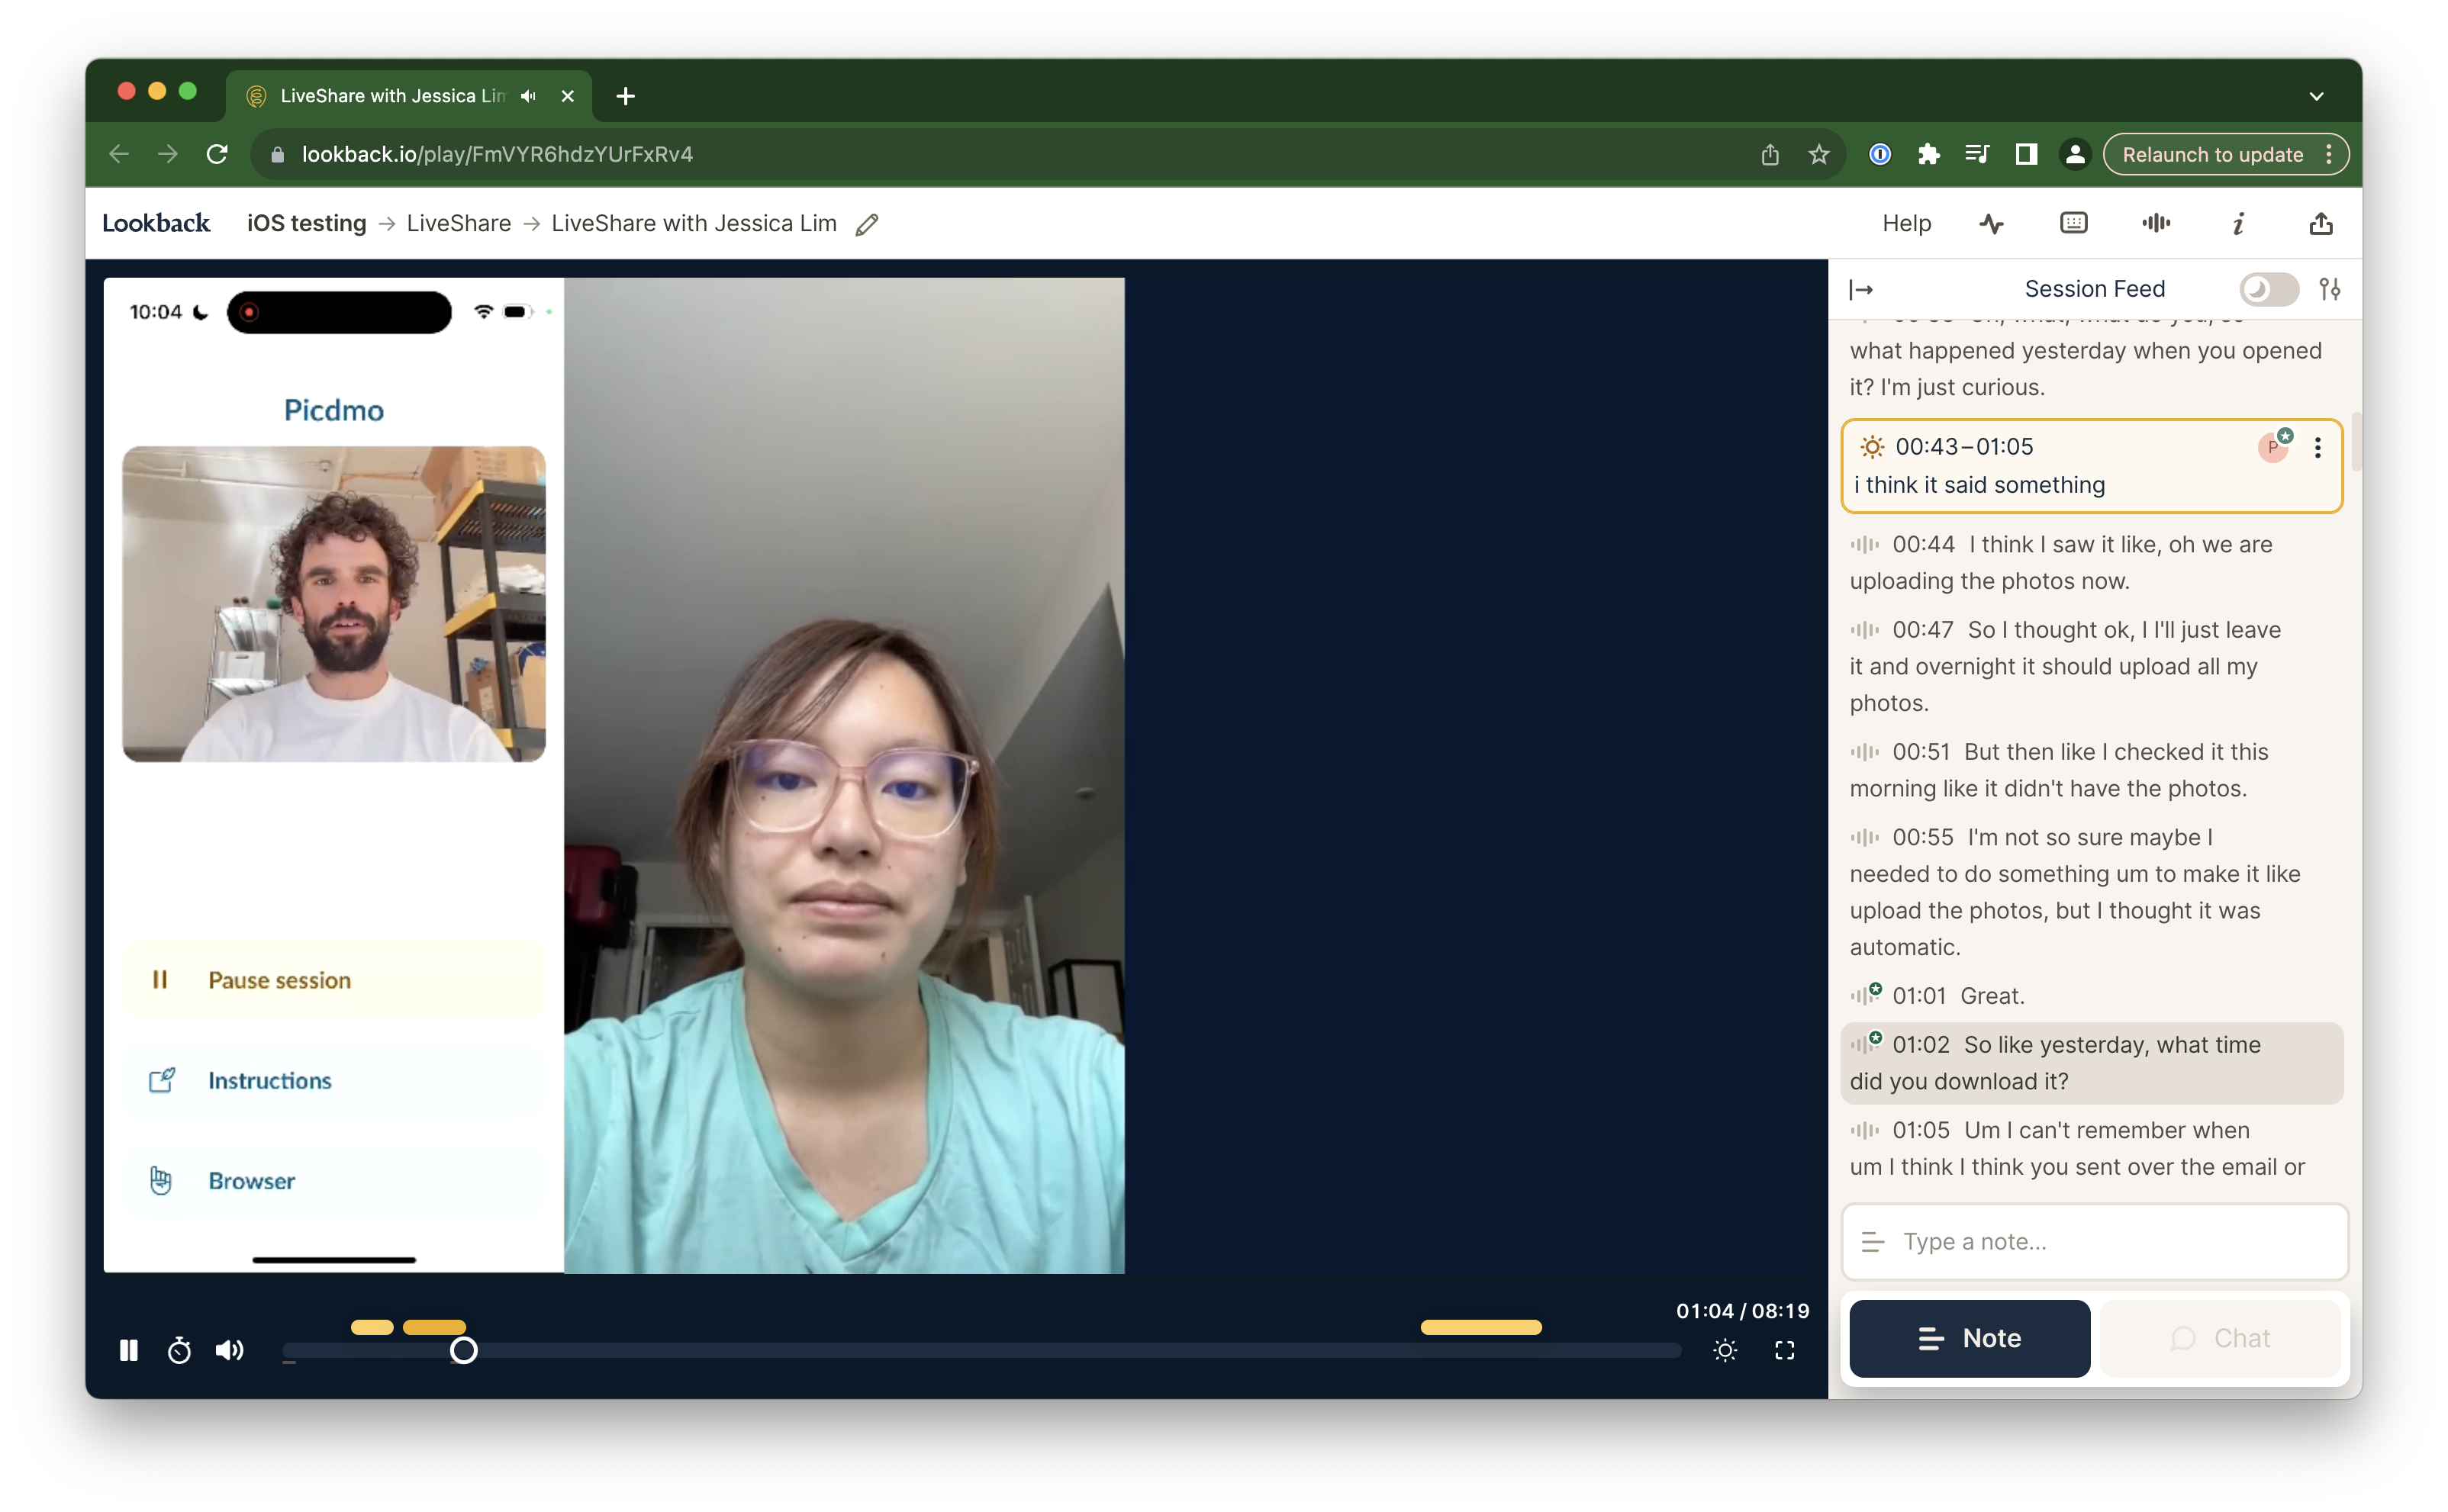 LiveShare with Jessica Lim
lookback.io/play/FmVYR6hdzYUrFxRv4
Relaunch to update
Lookback
iOS testing → LiveShare → LiveShare with Jessica Lim
Help
10:04
Picdmo
Pause session
Instructions
Browser
01:04 / 08:19
Session Feed
what happened yesterday when you opened
it? I'm just curious.
00:43–01:05
P
i think it said something
00:44 I think I saw it like, oh we are
uploading the photos now.
00:47 So I thought ok, I I'll just leave
it and overnight it should upload all my
photos.
00:51 But then like I checked it this
morning like it didn't have the photos.
00:55 I'm not so sure maybe I
needed to do something um to make it like
upload the photos, but I thought it was
automatic.
01:01 Great.
01:02 So like yesterday, what time
did you download it?
01:05 Um I can't remember when
um I think I think you sent over the email or
Type a note...
Note
Chat